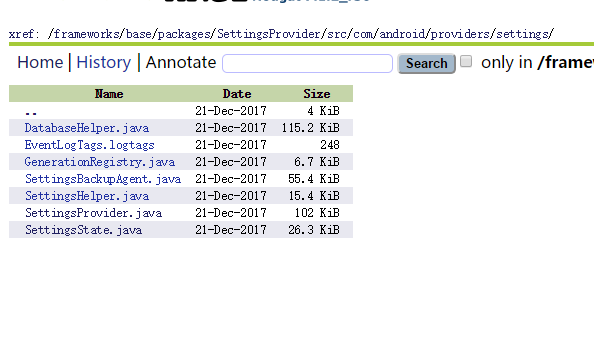 xref: /frameworks/base/packages/SettingsProvider/src/com/android/providers/settings/
Home | History | Annotate Search only in /frame
Name Date Size
.. 21-Dec-2017 4 KiB
DatabaseHelper.java 21-Dec-2017 115.2 KiB
EventLogTags.logtags 21-Dec-2017 248
GenerationRegistry.java 21-Dec-2017 6.7 KiB
SettingsBackupAgent.java 21-Dec-2017 55.4 KiB
SettingsHelper.java 21-Dec-2017 15.4 KiB
SettingsProvider.java 21-Dec-2017 102 KiB
SettingsState.java 21-Dec-2017 26.3 KiB